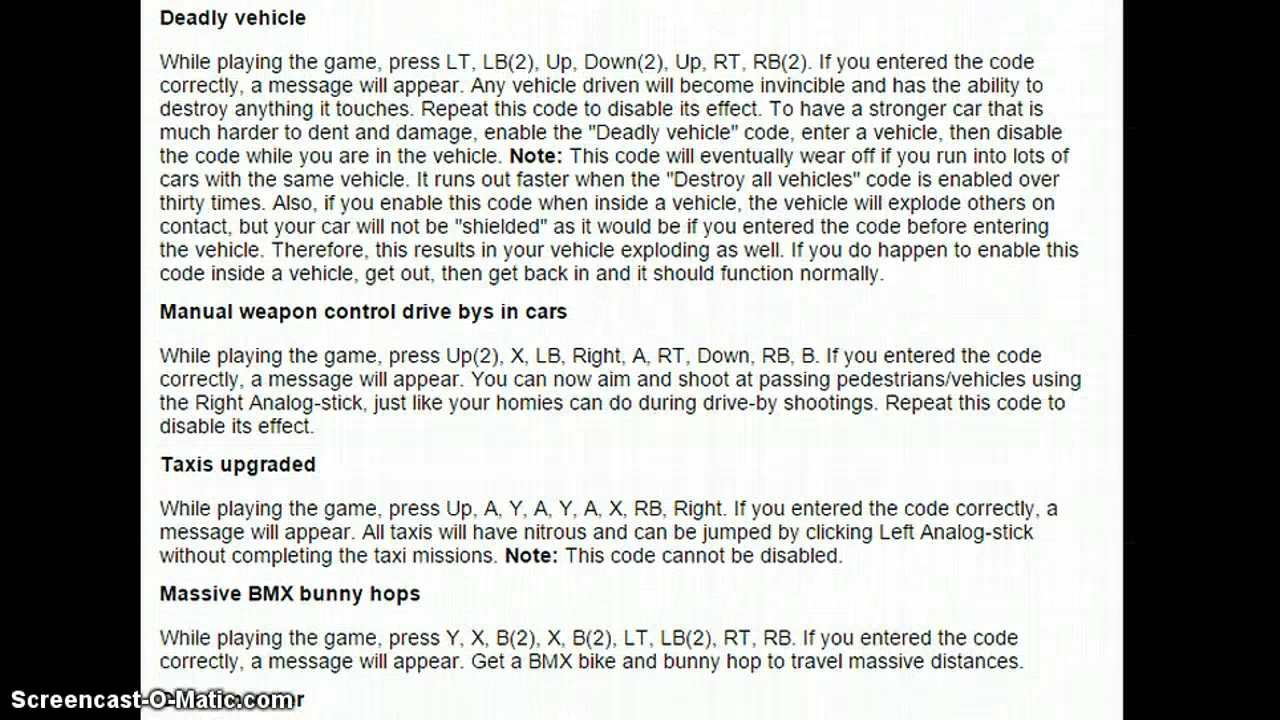 Deadly vehicle
While playing the game, press LT, LB(2), Up, Down(2), Up, RT, RB(2). If you entered the code
correctly, a message will appear. Any vehicle driven will become invincible and has the ability to
destroy anything it touches. Repeat this code to disable its effect. To have a stronger car that is
much harder to dent and damage, enable the "Deadly vehicle" code, enter a vehicle, then disable
the code while you are in the vehicle. Note: This code will eventually wear off if you run into lots of
cars with the same vehicle. It runs out faster when the "Destroy all vehicles" code is enabled over
thirty times. Also, if you enable this code when inside a vehicle, the vehicle will explode others on
contact, but your car will not be "shielded" as it would be if you entered the code before entering
the vehicle. Therefore, this results in your vehicle exploding as well. If you do happen to enable this
code inside a vehicle, get out, then get back in and it should function normally.
Manual weapon control drive bys in cars
While playing the game, press Up(2), X, LB, Right, A, RT, Down, RB, B. If you entered the code
correctly, a message will appear. You can now aim and shoot at passing pedestrians/vehicles using
the Right Analog-stick, just like your homies can do during drive-by shootings. Repeat this code to
disable its effect.
Taxis upgraded
While playing the game, press Up, A, Y, A, Y, A, X, RB, Right. If you entered the code correctly, a
message will appear. All taxis will have nitrous and can be jumped by clicking Left Analog-stick
without completing the taxi missions. Note: This code cannot be disabled.
Massive BMX bunny hops
While playing the game, press Y, X, B(2), X, B(2), LT, LB(2), RT, RB. If you entered the code
correctly, a message will appear. Get a BMX bike and bunny hop to travel massive distances.
Screencast-O-Matic.com